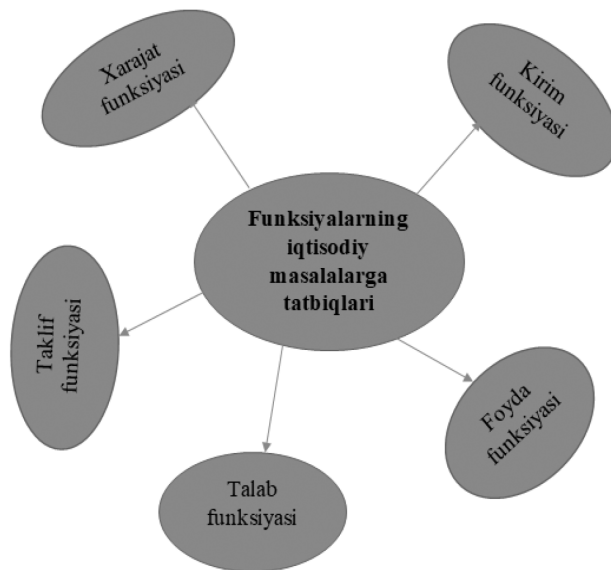 Xarajat
funksiyasi
Kirim
funksiyasi
Funksiyalarning
iqtisodiy
masalalarga
tatbiqlari
Taklif
funksiyasi
Foyda
funksiyasi
Talab
funksiyasi